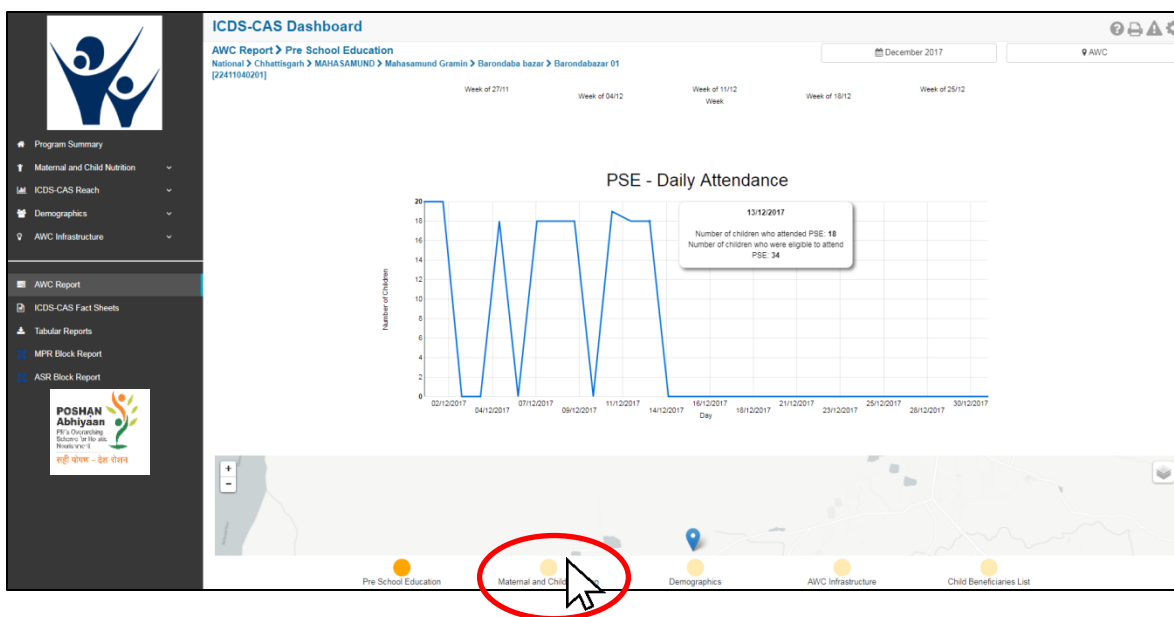 ICDS-CAS Dashboard
AWC Report > Pre School Education
National > Chhattisgarh > MAHASAMUND > Mahasamund Gramin > Barondaba bazar > Barondabazar 01
[22411040201]
December 2017
AWC
Program Summary
Maternal and Child Nutrition
ICDS-CAS Reach
Demographics
AWC Infrastructure
AWC Report
ICDS-CAS Fact Sheets
Tabular Reports
MPR Block Report
ASR Block Report
POSHAN
Abhiyaan
PM's Overarching
Scheme for Holistic
Nourishment
सही पोषण - देश रोशन
Week of 27/11
Week of 04/12
Week of 11/12
Week of 18/12
Week of 25/12
Week
PSE - Daily Attendance
13/12/2017
Number of children who attended PSE: 18
Number of children who were eligible to attend
PSE: 34
Number of Children
20
18
16
14
12
10
8
6
4
2
0
02/12/2017
04/12/2017
07/12/2017
09/12/2017
11/12/2017
14/12/2017
16/12/2017
18/12/2017
21/12/2017
23/12/2017
25/12/2017
28/12/2017
30/12/2017
Day
+
-
Pre School Education
Maternal and Child
Demographics
AWC Infrastructure
Child Beneficiaries List